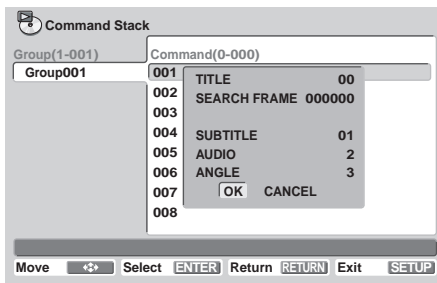 Command Stack
Group(1-001) Command(0-000)
Group001 001
TITLE 00
002 SEARCH FRAME 000000
003
004 SUBTITLE 01
005 AUDIO 2
006 ANGLE 3
007 OK CANCEL
008
Move Select ENTER Return RETURN Exit SETUP